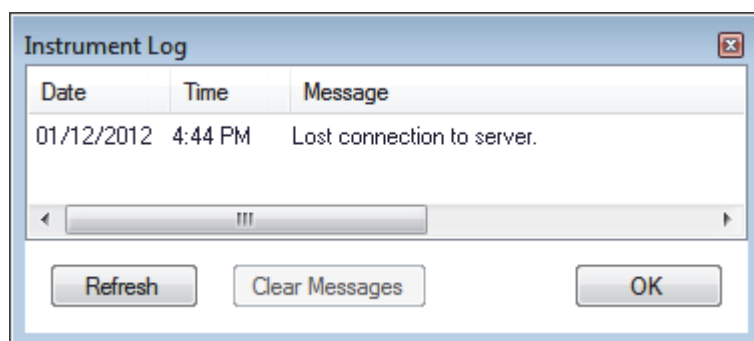 Instrument Log
Date Time Message
01/12/2012 4:44 PM Lost connection to server.
Refresh Clear Messages OK